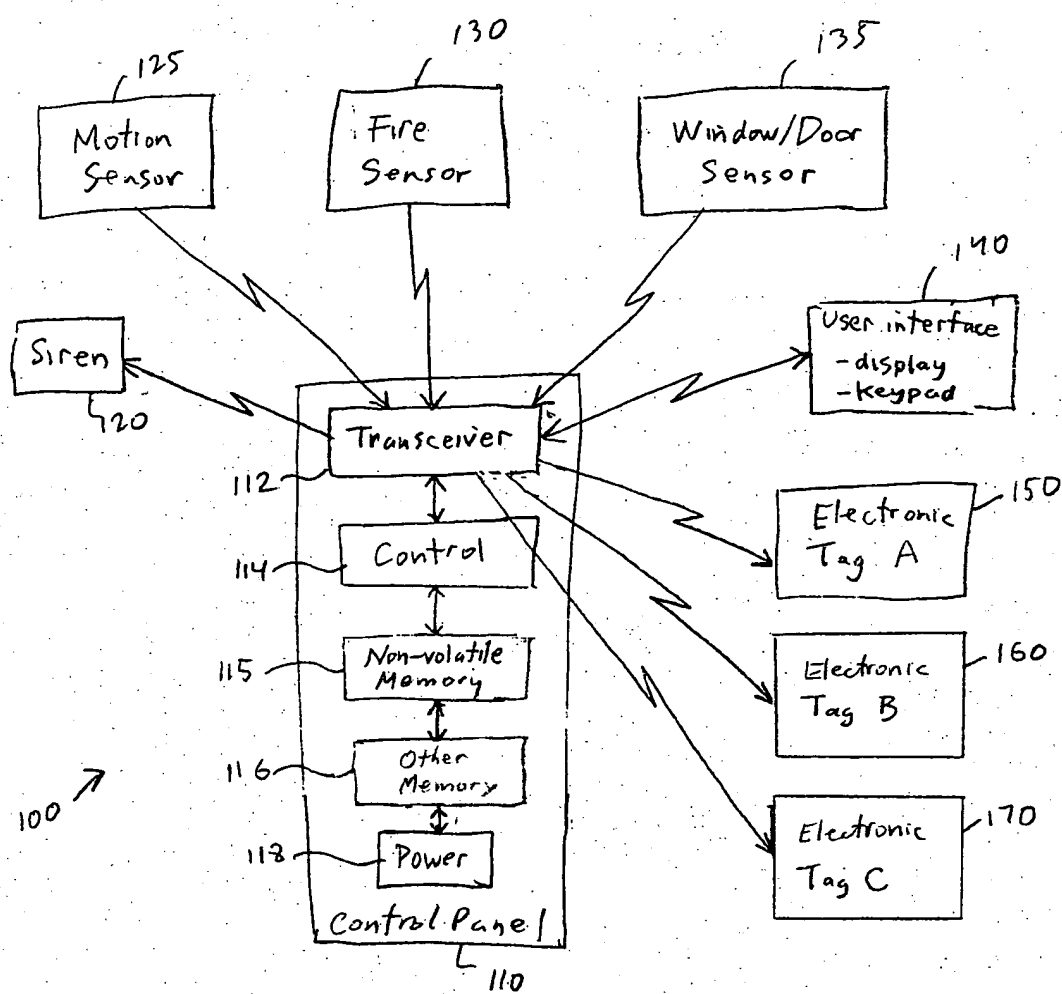 125
130
135
Motion
Sensor
Fire
Sensor
Window/Door
Sensor
140
Siren
120
User interface
-display
-keypad
Transceiver
112
150
Electronic
Tag A
Control
114
115
Non-volatile
Memory
160
Electronic
Tag B
116
Other
Memory
100
170
Electronic
Tag C
118
Power
Control Panel
110